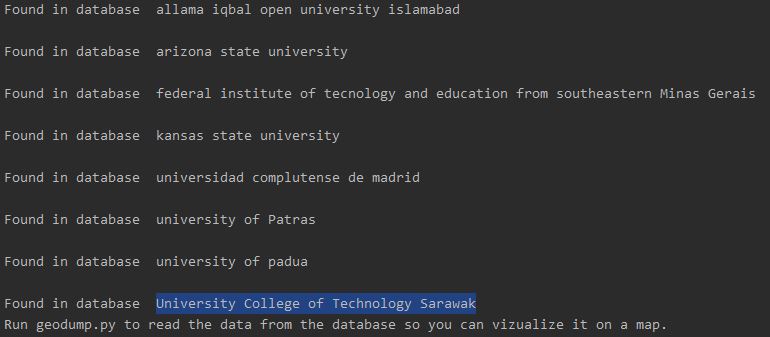 Found in database  allama iqbal open university islamabad
Found in database  arizona state university
Found in database  federal institute of tecnology and education from southeastern Minas Gerais
Found in database  kansas state university
Found in database  universidad complutense de madrid
Found in database  university of Patras
Found in database  university of padua
Found in database  University College of Technology Sarawak
Run geodump.py to read the data from the database so you can vizualize it on a map.